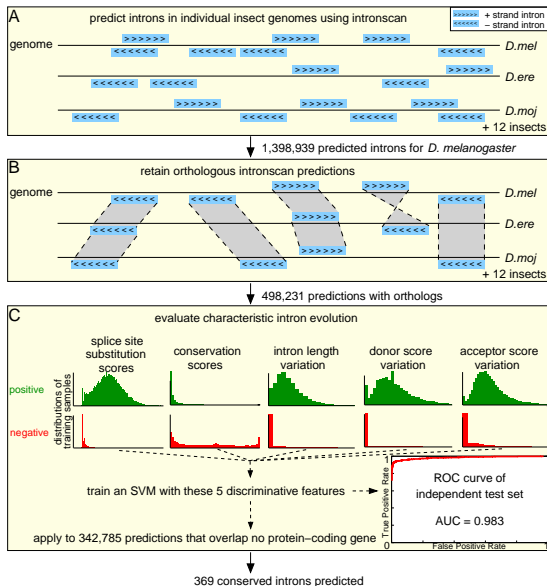 A
predict introns in individual insect genomes using intronscan
>>>>>> + strand intron
<<<<<< − strand intron
genome
>>>>>> >>>>>> >>>>>>
D.mel
<<<<<< <<<<<< <<<<<< <<<<<<
>>>>>> >>>>>>
D.ere
<<<<<< <<<<<<
>>>>>> >>>>>> >>>>>>
D.moj
<<<<<< <<<<<< <<<<<< <<<<<<
+ 12 insects
1,398,939 predicted introns for D. melanogaster
B
retain orthologous intronscan predictions
genome
>>>>>> >>>>>>
D.mel
<<<<<< <<<<<< <<<<<<
>>>>>>
D.ere
<<<<<< <<<<<<
>>>>>>
D.moj
<<<<<< <<<<<< <<<<<<
+ 12 insects
498,231 predictions with orthologs
C
evaluate characteristic intron evolution
splice site
substitution
scores
conservation
scores
intron length
variation
donor score
variation
acceptor score
variation
positive
negative
distributions of
training samples
train an SVM with these 5 discriminative features
apply to 342,785 predictions that overlap no protein−coding gene
1
True Positive Rate
ROC curve of
independent test set
AUC = 0.983
False Positive Rate
1
369 conserved introns predicted